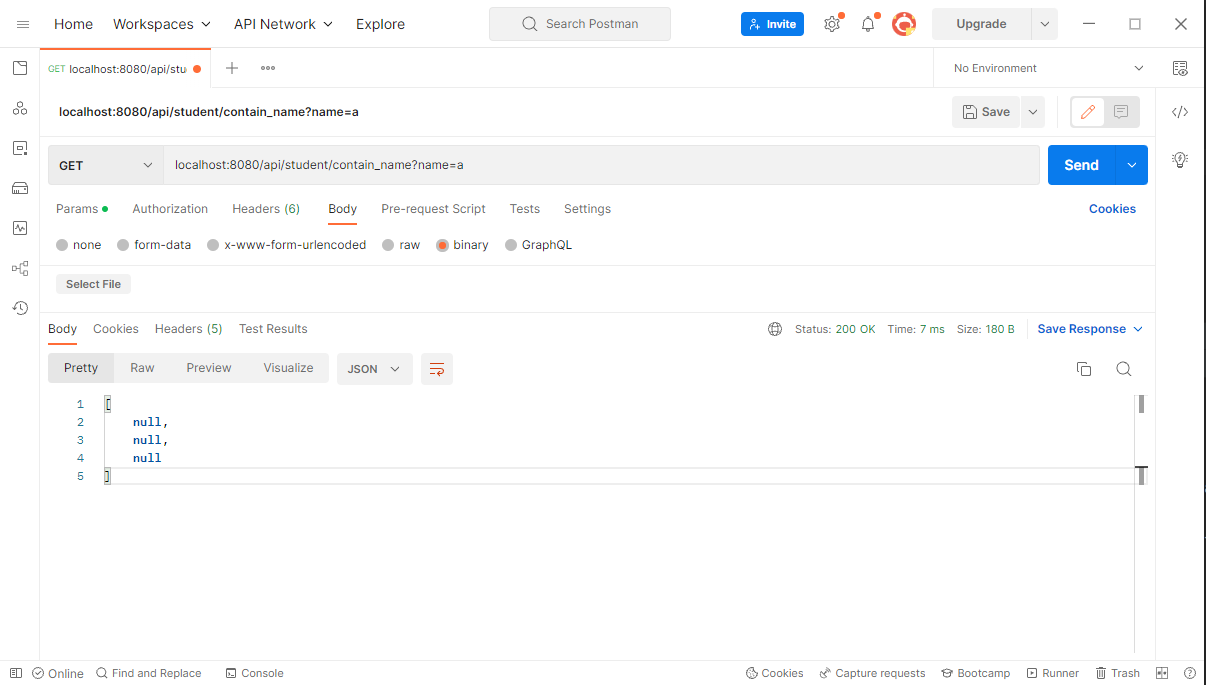 Home Workspaces API Network Explore Search Postman Invite Upgrade
GET localhost:8080/api/stu No Environment
localhost:8080/api/student/contain_name?name=a Save
GET localhost:8080/api/student/contain_name?name=a Send
Params Authorization Headers (6) Body Pre-request Script Tests Settings Cookies
none form-data x-www-form-urlencoded raw binary GraphQL
Select File
Body Cookies Headers (5) Test Results Status: 200 OK Time: 7 ms Size: 180 B Save Response
Pretty Raw Preview Visualize JSON
1 [
2 null,
3 null,
4 null
5 ]
Online Find and Replace Console Cookies Capture requests Bootcamp Runner Trash